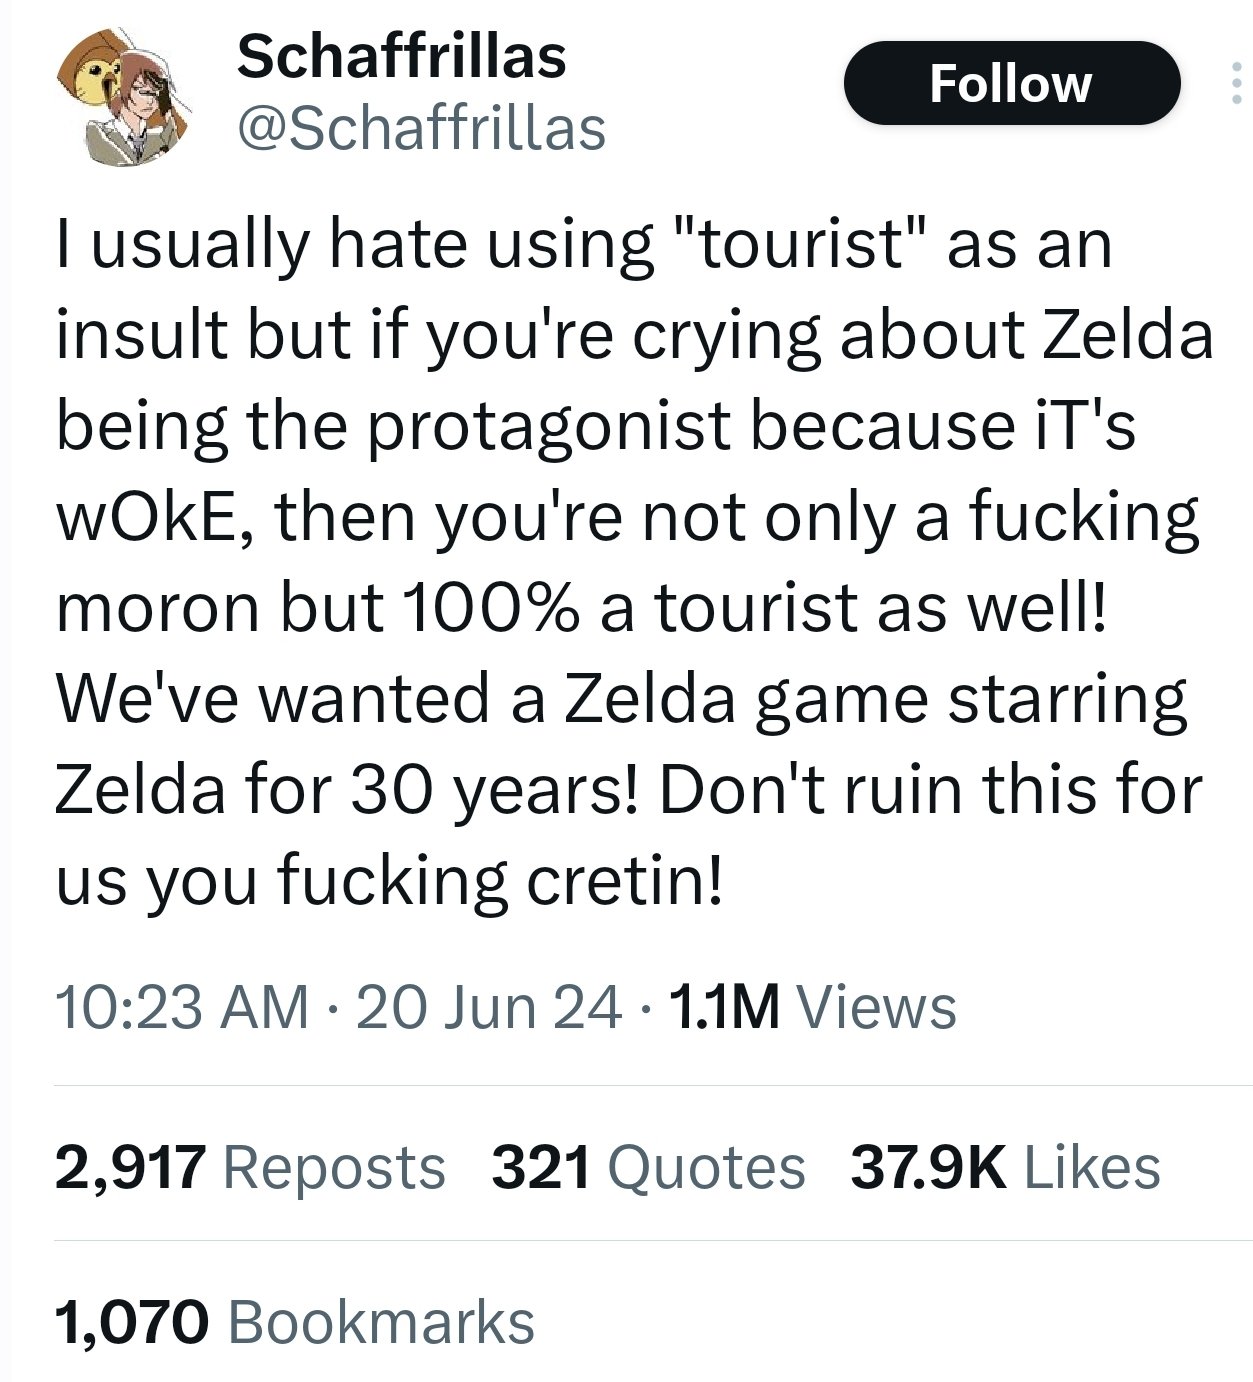 Schaffrillas
@Schaffrillas
Follow
I usually hate using "tourist" as an
insult but if you're crying about Zelda
being the protagonist because iT's
wOkE, then you're not only a fucking
moron but 100% a tourist as well!
We've wanted a Zelda game starring
Zelda for 30 years! Don't ruin this for
us you fucking cretin!
10:23 AM · 20 Jun 24 · 1.1M Views
2,917 Reposts 321 Quotes 37.9K Likes
1,070 Bookmarks